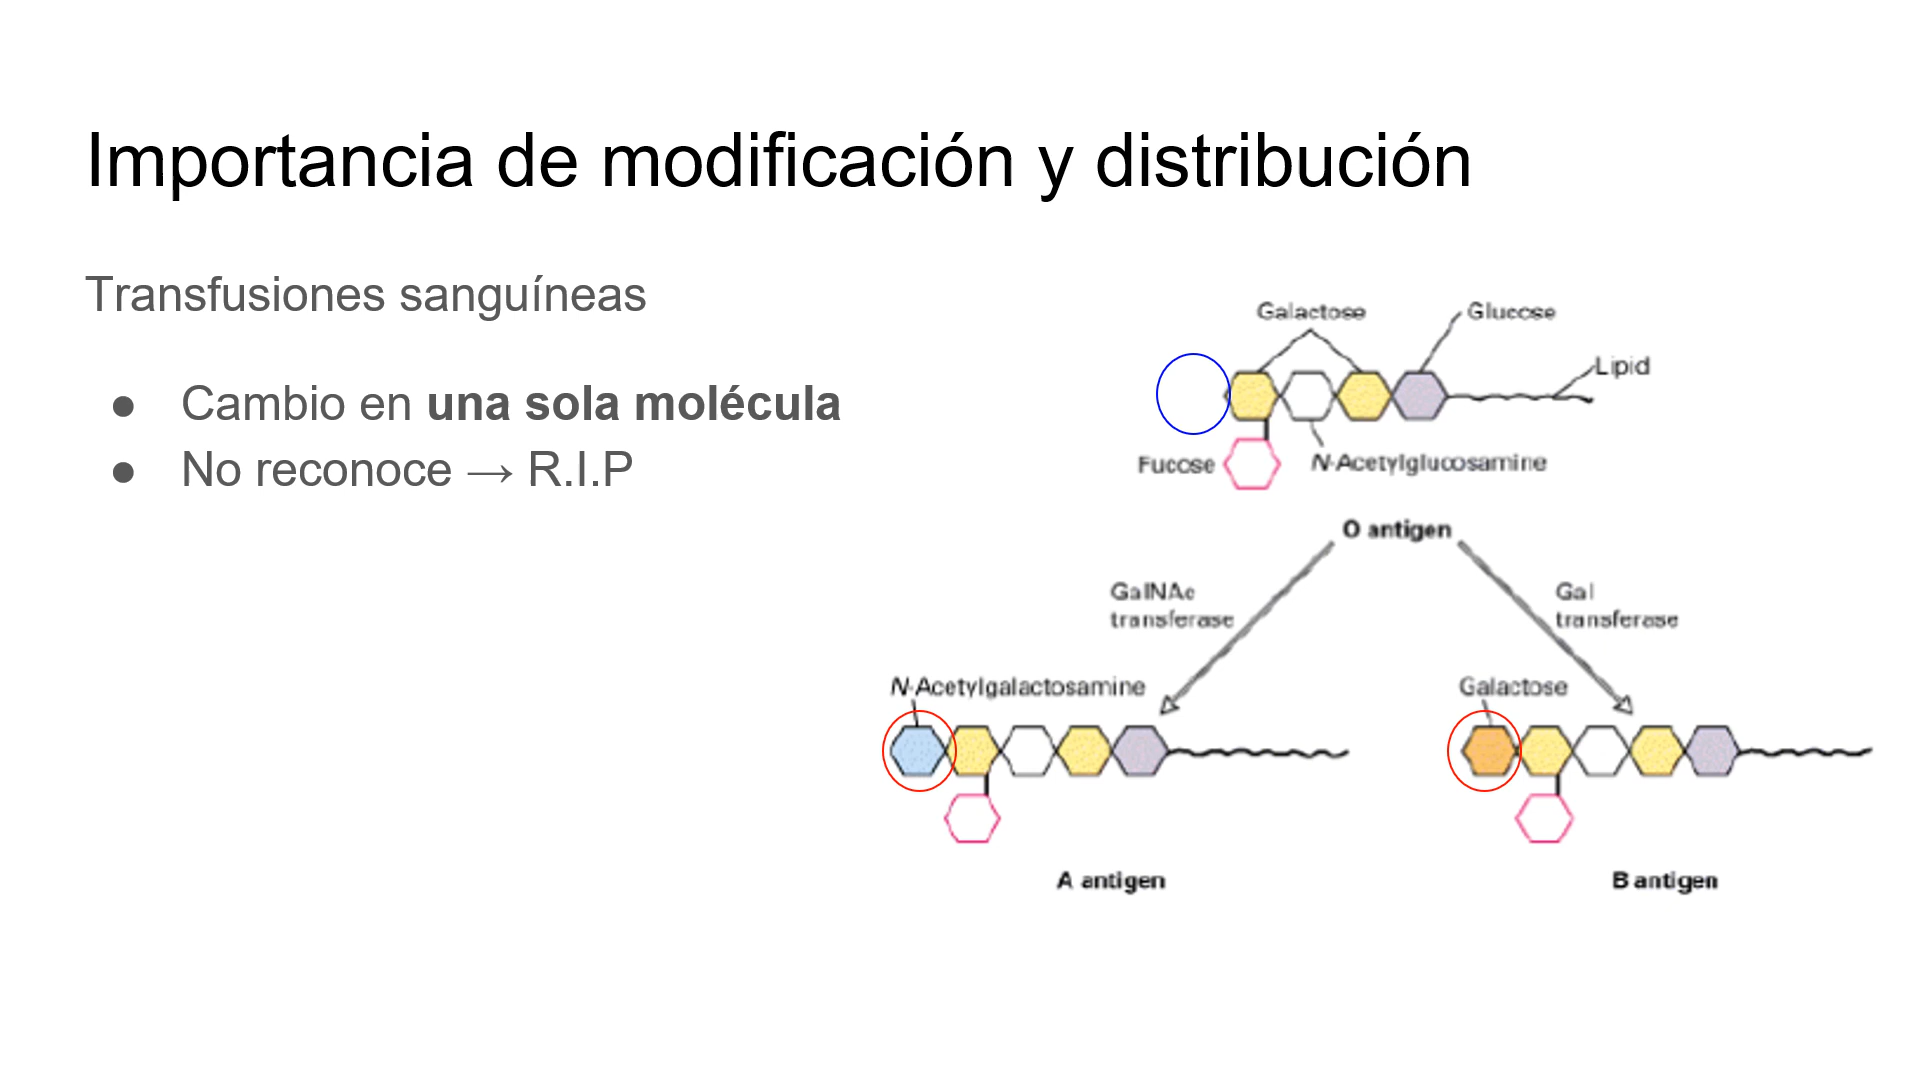 Importancia de modificación y distribución
Transfusiones sanguíneas
● Cambio en una sola molécula
● No reconoce → R.I.P
Galactose
Glucose
Lipid
Fucose
N-Acetylglucosamine
O antigen
GalNAc
transferase
Gal
transferase
N-Acetylgalactosamine
Galactose
A antigen
B antigen